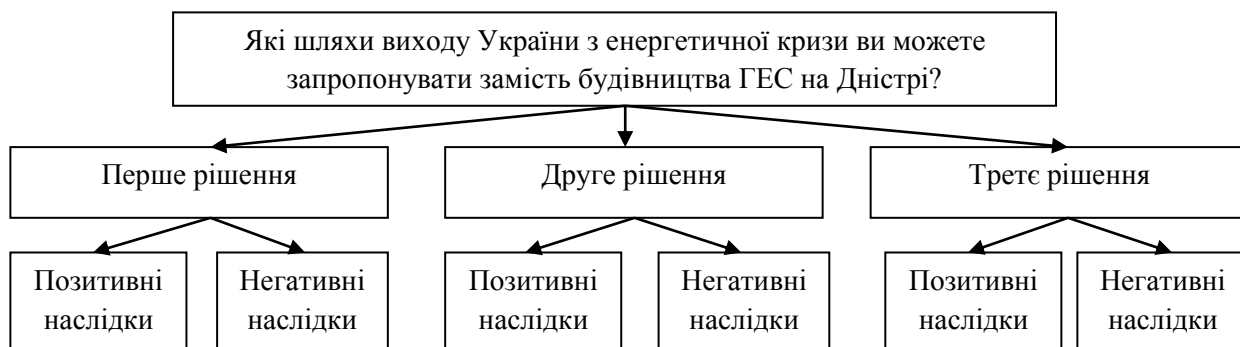 Які шляхи виходу України з енергетичної кризи ви можете
запропонувати замість будівництва ГЕС на Дністрі?
Перше рішення
Друге рішення
Третє рішення
Позитивні
наслідки
Негативні
наслідки
Позитивні
наслідки
Негативні
наслідки
Позитивні
наслідки
Негативні
наслідки